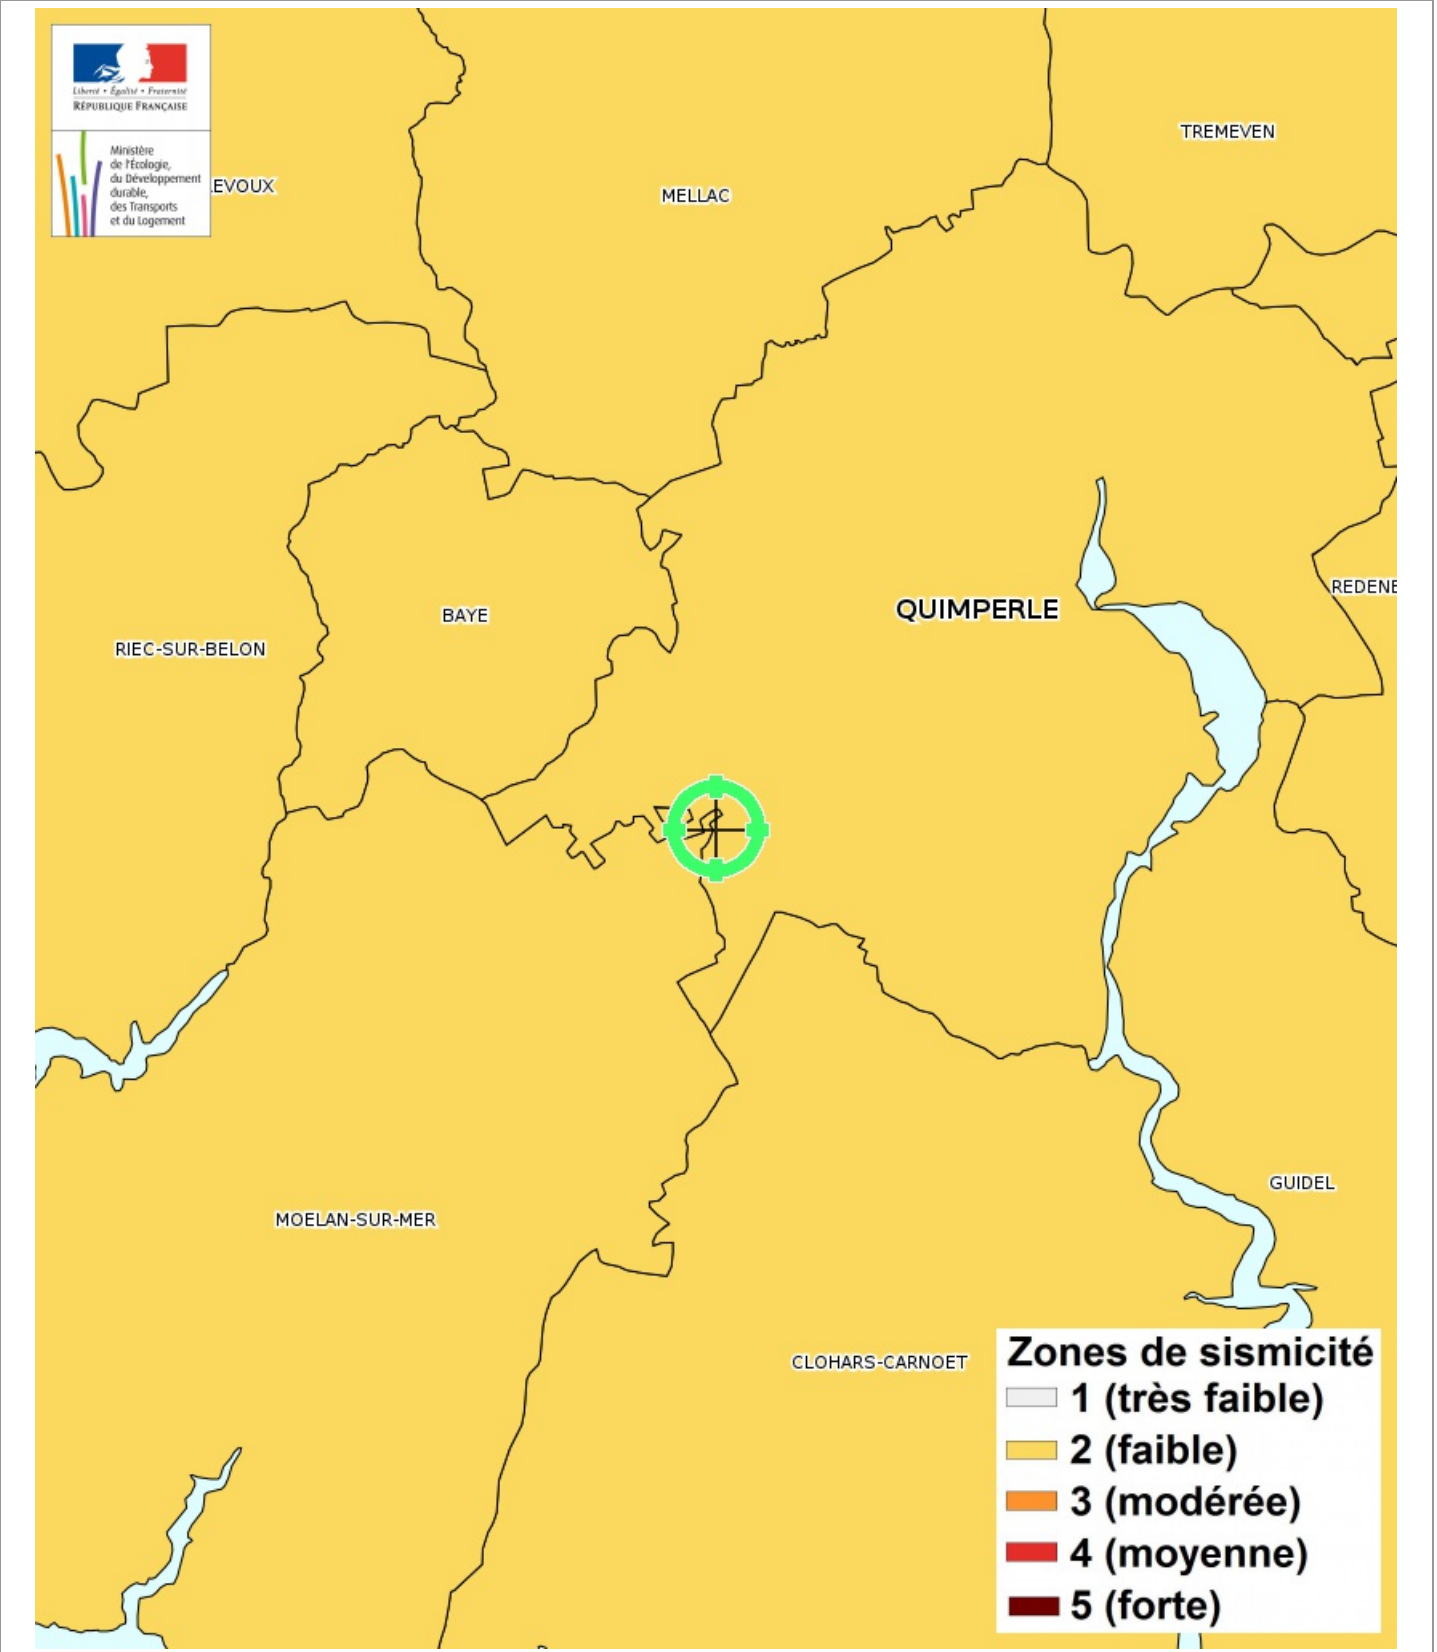 Liberté • Égalité • Fraternité
RÉPUBLIQUE FRANÇAISE
Ministère
de l'Écologie,
du Développement
durable,
des Transports
et du Logement
LEVOUX
MELLAC
TREMEVEN
REDENE
QUIMPERLE
BAYE
RIEC-SUR-BELON
GUIDEL
MOELAN-SUR-MER
CLOHARS-CARNOET
Zones de sismicité
1 (très faible)
2 (faible)
3 (modérée)
4 (moyenne)
5 (forte)